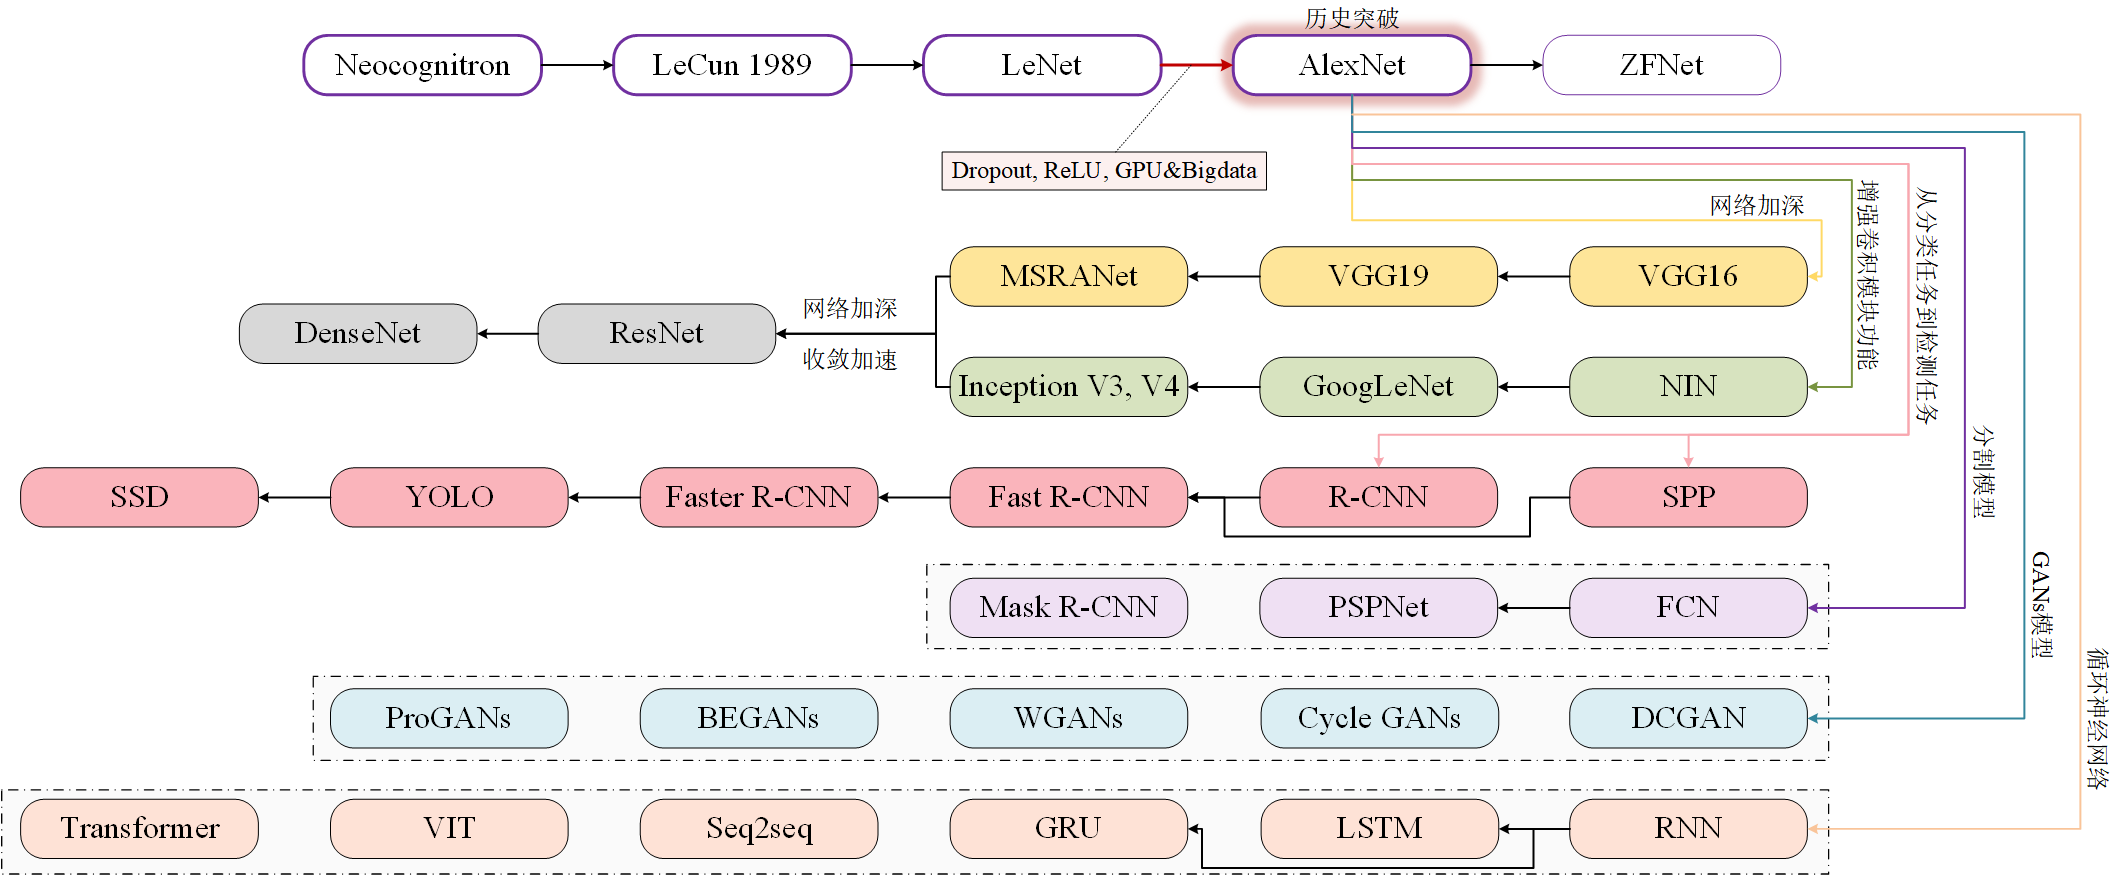 历史突破
Neocognitron
LeCun 1989
LeNet
AlexNet
ZFNet
Dropout, ReLU, GPU&Bigdata
网络加深
增强卷积模块功能
从分类任务到检测任务
MSRANet
VGG19
VGG16
网络加深
收敛加速
DenseNet
ResNet
Inception V3, V4
GoogLeNet
NIN
分割模型
SSD
YOLO
Faster R-CNN
Fast R-CNN
R-CNN
SPP
GANs模型
Mask R-CNN
PSPNet
FCN
循环神经网络
ProGANs
BEGANs
WGANs
Cycle GANs
DCGAN
Transformer
VIT
Seq2seq
GRU
LSTM
RNN